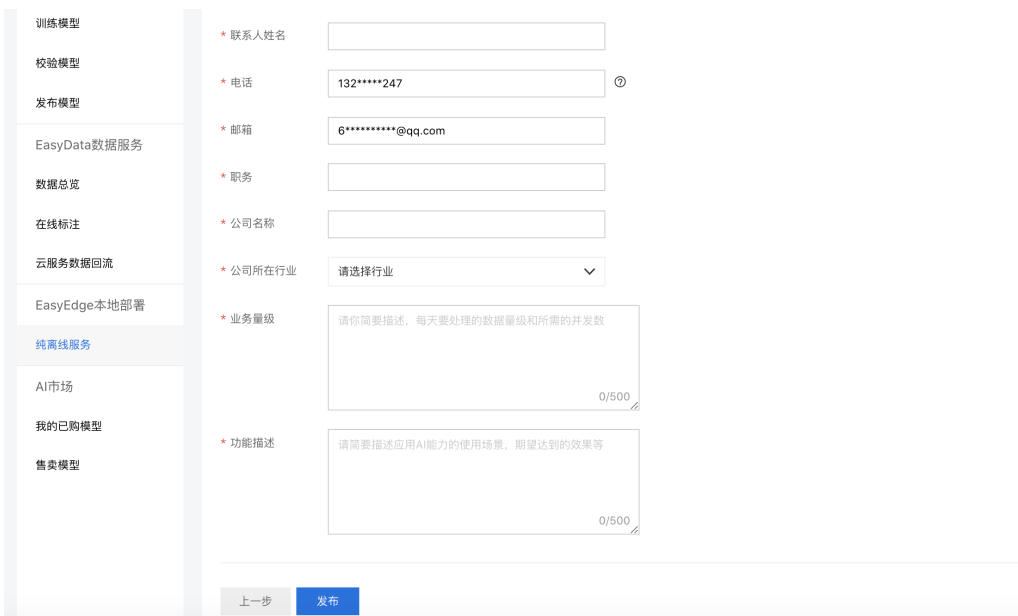 训练模型
校验模型
发布模型
EasyData数据服务
数据总览
在线标注
云服务数据回流
EasyEdge本地部署
纯离线服务
AI市场
我的已购模型
售卖模型
* 联系人姓名
* 电话 132*****247 ?
* 邮箱 6**********@qq.com
* 职务
* 公司名称
* 公司所在行业 请选择行业
* 业务量级 请你简要描述，每天要处理的数据量级和所需的并发数
0/500
* 功能描述 请简要描述应用AI能力的使用场景，期望达到的效果等
0/500
上一步 发布